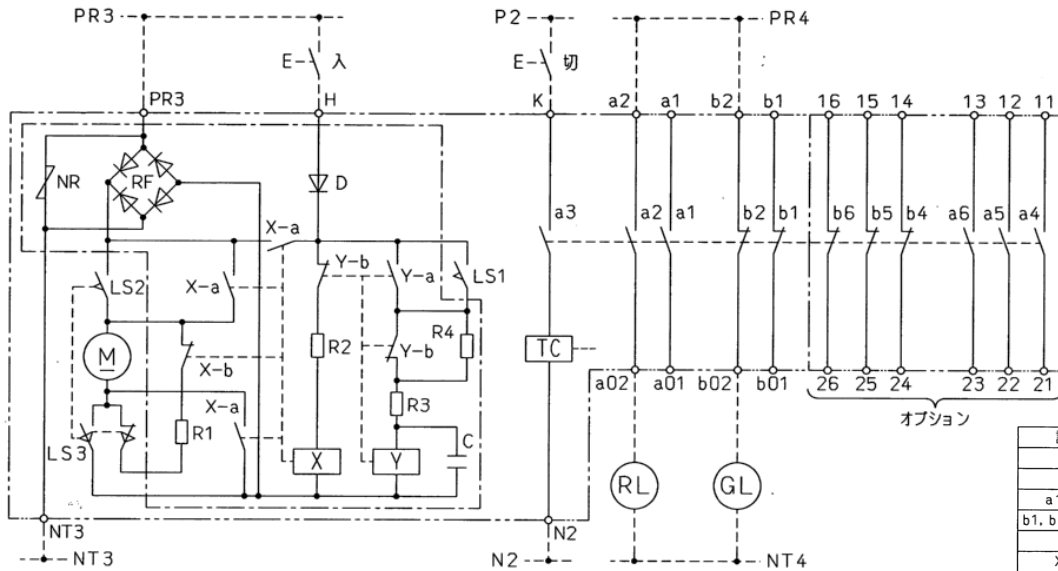 PR3 P2 PR4
E 入 E 切
PR3 H K a2 a1 b2 b1 16 15 14 13 12 11
NR RF D
a3 a2 a1 b2 b1 b6 b5 b4 a6 a5 a4
X-a
LS2 X-a Y-b Y-a LS1
M X-b R2 Y-b R4 TC
X-a R3
a02 a01 b02 b01 26 25 24 23 22 21
オプション
LS3 R1 C
X Y RL GL
NT3 N2
NT3 N2 NT4
b1.b
X